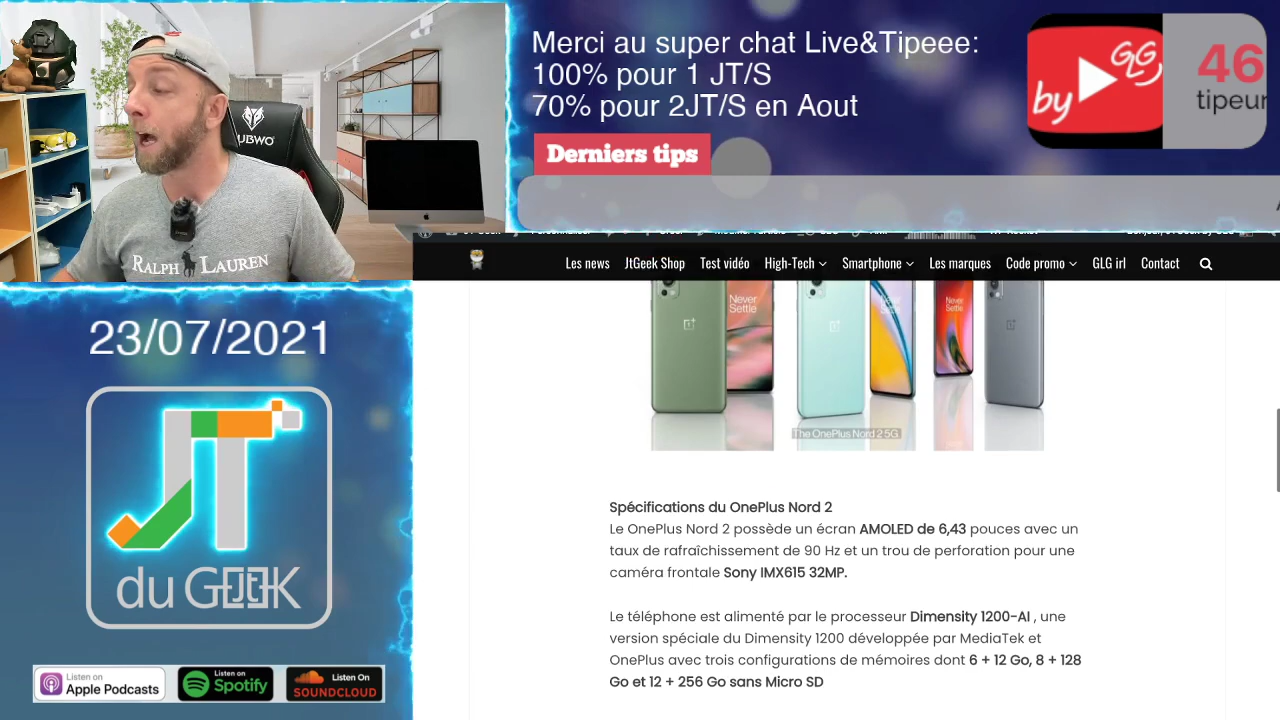 Merci au super chat Live&Tipeee:
100% pour 1 JT/S
70% pour 2JT/S en Aout
Derniers tips
by GLG
46
tipeur
UBWO
RALPH LAUREN
Les news JtGeek Shop Test vidéo High-Tech Smartphone Les marques Code promo GLG irl Contact
23/07/2021
JT
du GEEK
Listen on
Apple Podcasts
Listen on
Spotify
Listen On
SOUNDCLOUD
Never
Settle
Never
Settle
Never
Settle
The OnePlus Nord 2 5G
Spécifications du OnePlus Nord 2
Le OnePlus Nord 2 possède un écran AMOLED de 6,43 pouces avec un
taux de rafraîchissement de 90 Hz et un trou de perforation pour une
caméra frontale Sony IMX615 32MP.
Le téléphone est alimenté par le processeur Dimensity 1200-AI , une
version spéciale du Dimensity 1200 développée par MediaTek et
OnePlus avec trois configurations de mémoires dont 6 + 12 Go, 8 + 128
Go et 12 + 256 Go sans Micro SD